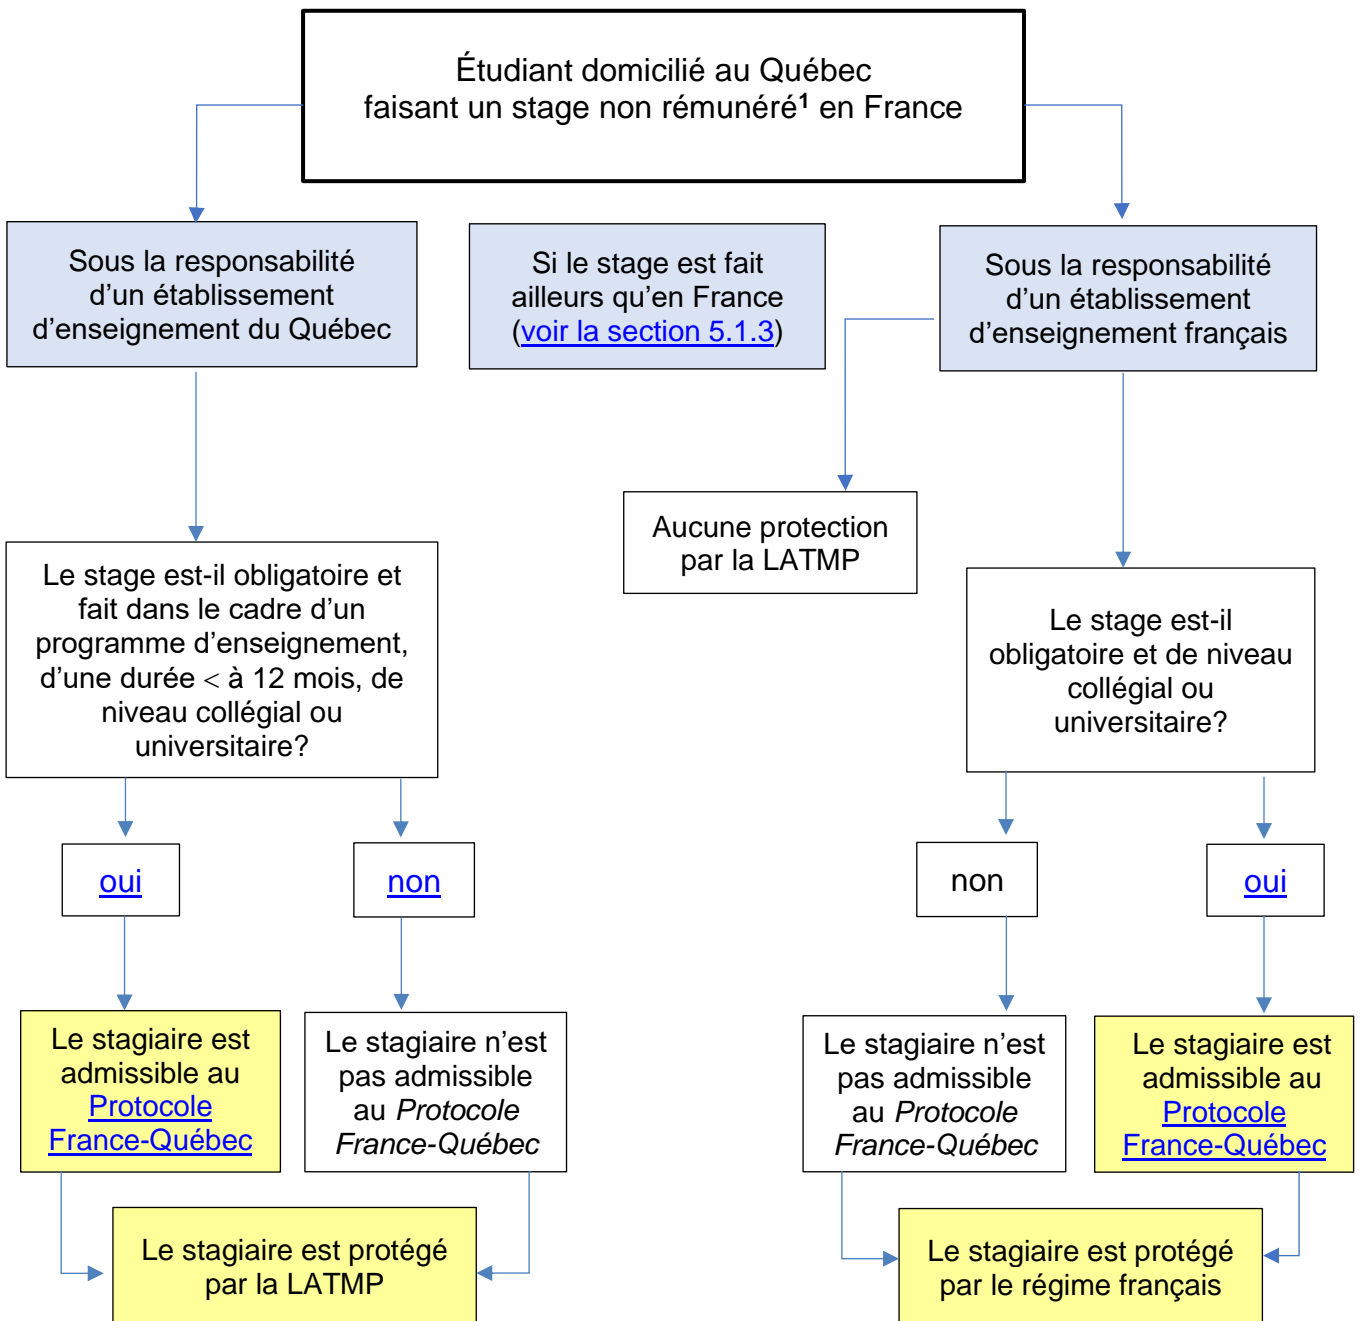 Étudiant domicilié au Québec
faisant un stage non rémunéré¹ en France
Sous la responsabilité
d’un établissement
d’enseignement du Québec
Si le stage est fait
ailleurs qu’en France
(voir la section 5.1.3)
Sous la responsabilité
d’un établissement
d’enseignement français
Aucune protection
par la LATMP
Le stage est-il obligatoire et
fait dans le cadre d’un
programme d’enseignement,
d’une durée < à 12 mois, de
niveau collégial ou
universitaire?
Le stage est-il
obligatoire et de niveau
collégial ou
universitaire?
oui
non
non
oui
Le stagiaire est
admissible au
Protocole
France-Québec
Le stagiaire n’est
pas admissible
au Protocole
France-Québec
Le stagiaire n’est
pas admissible
au Protocole
France-Québec
Le stagiaire est
admissible au
Protocole
France-Québec
Le stagiaire est protégé
par la LATMP
Le stagiaire est protégé
par le régime français